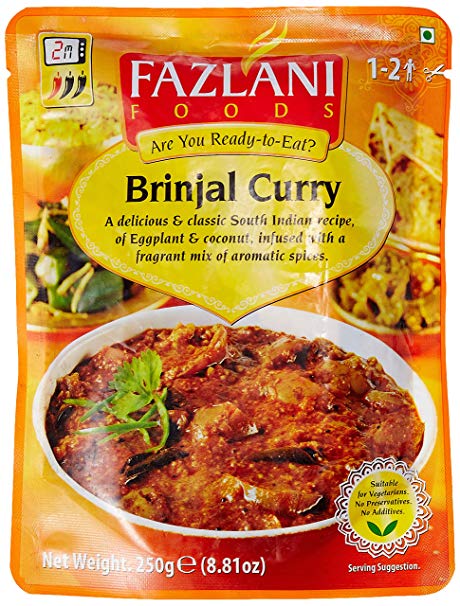 2m
FAZLANI
FOODS
1-2
Are You Ready-to-Eat?
Brinjal Curry
A delicious & classic South Indian recipe,
of Eggplant & coconut, infused with a
fragrant mix of aromatic spices.
Suitable
for Vegetarians.
No Preservatives.
No Additives.
Net Weight. 250g℮ (8.81oz)
Serving Suggestion.